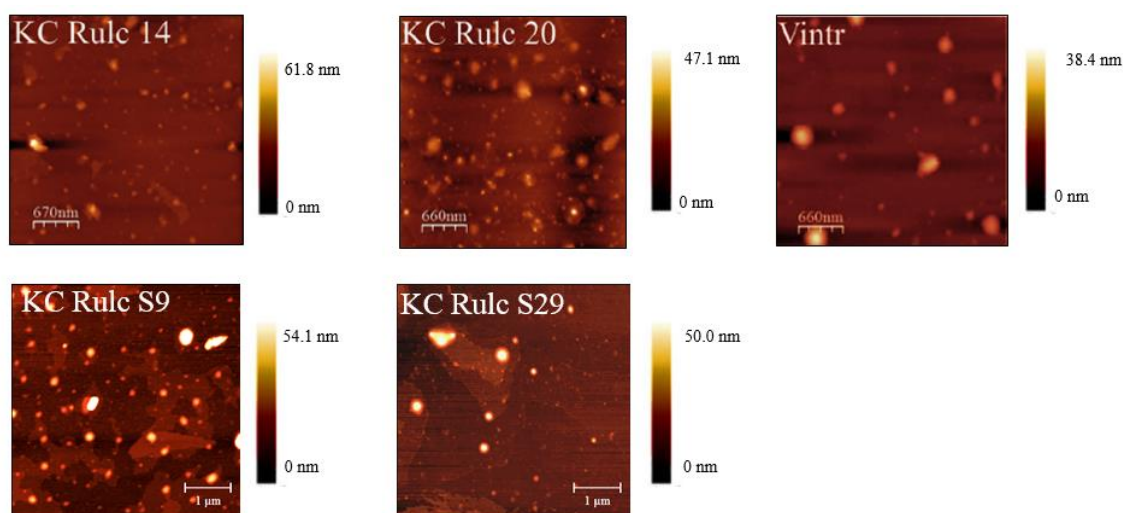 KC Rulc 14
61.8 nm
0 nm
670nm
KC Rulc 20
47.1 nm
0 nm
660nm
Vintr
38.4 nm
0 nm
660nm
KC Rulc S9
54.1 nm
0 nm
1 μm
KC Rulc S29
50.0 nm
0 nm
1 μm